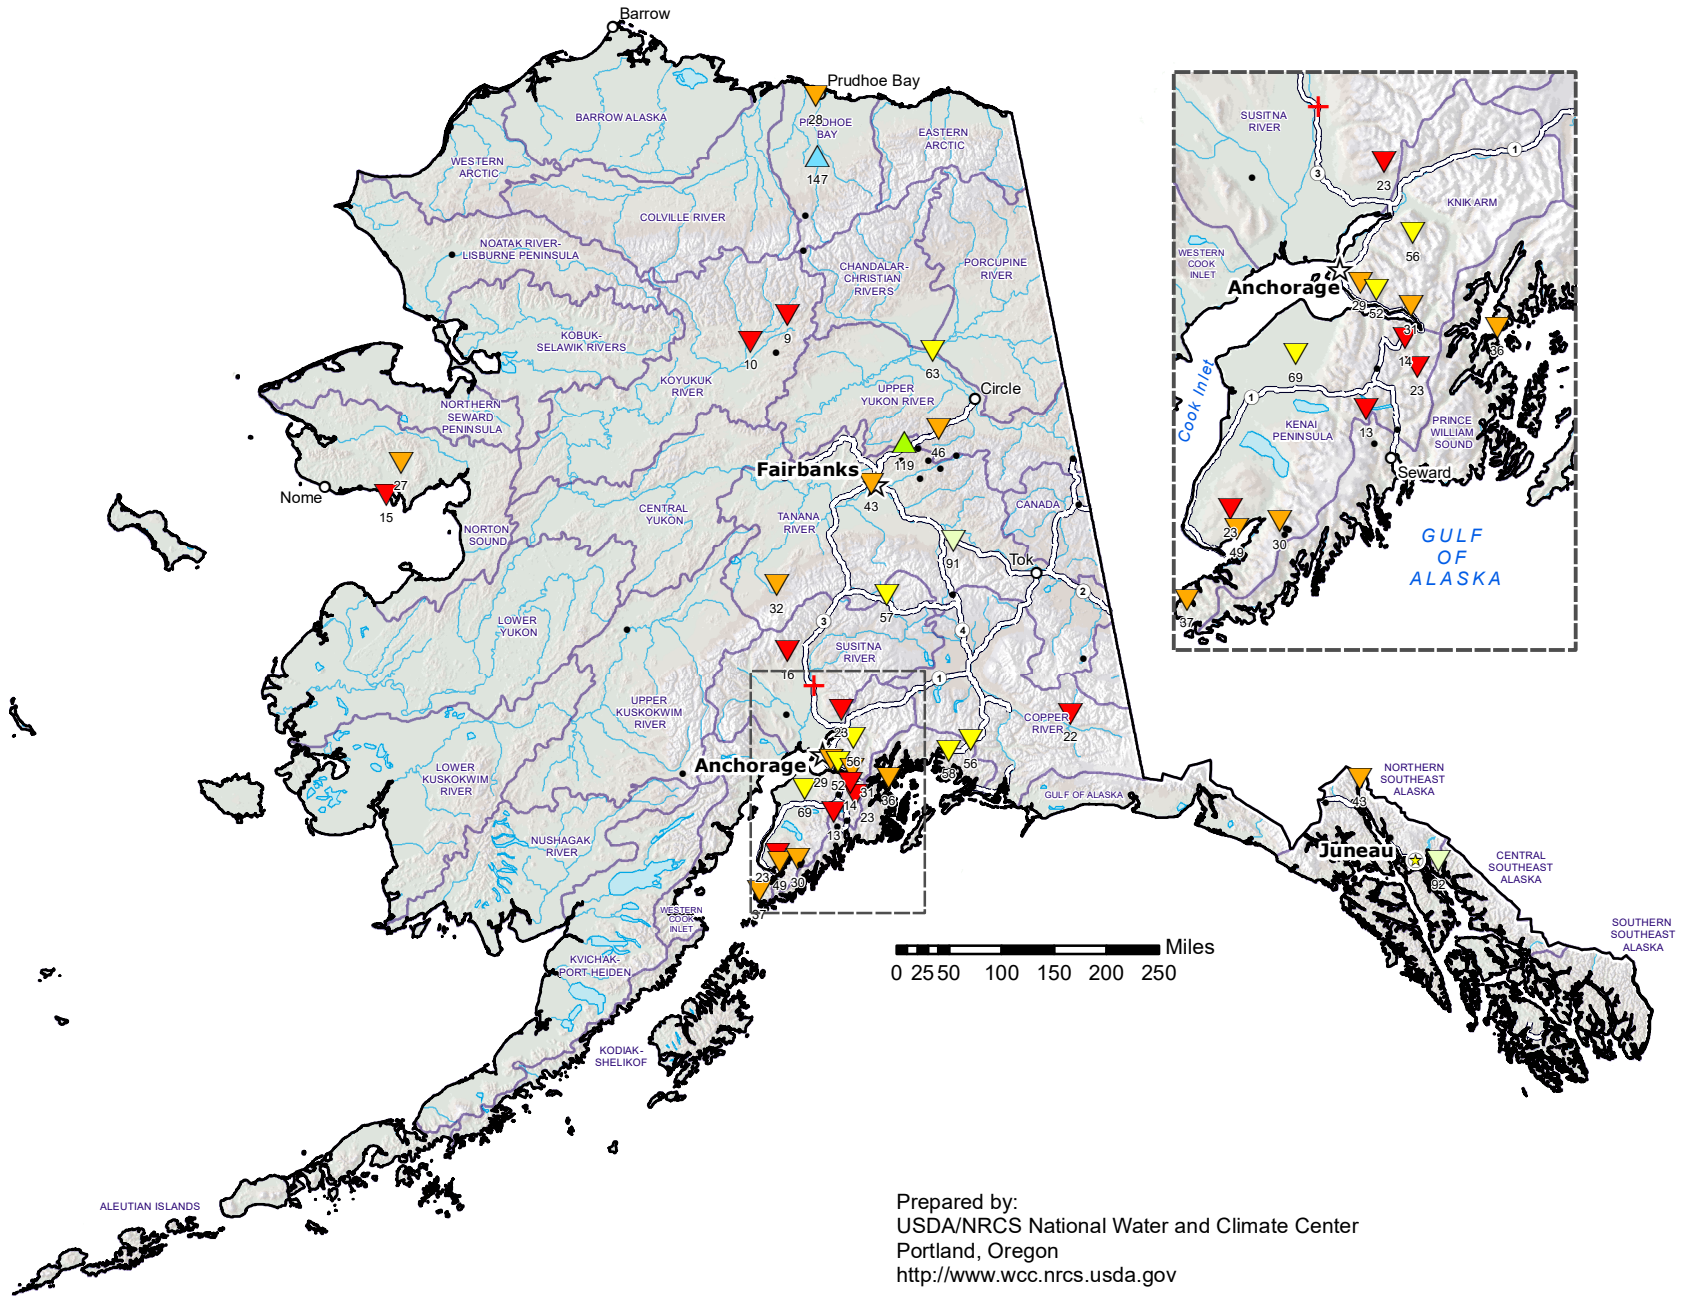 Barrow
Prudhoe Bay
28
PRUDHOE
BAY
BARROW ALASKA
EASTERN
ARCTIC
WESTERN
ARCTIC
147
COLVILLE RIVER
NOATAK RIVER-
LISBURNE PENINSULA
CHANDALAR-
CHRISTIAN
RIVERS
PORCUPINE
RIVER
KOBUK-
SELAWIK RIVERS
9
10
63
KOYUKUK
RIVER
UPPER
YUKON RIVER
Circle
NORTHERN
SEWARD
PENINSULA
46
119
Fairbanks
27
Nome
15
43
CENTRAL
YUKON
TANANA
RIVER
CANADA
NORTON
SOUND
91
Tok
32
57
2
3
4
LOWER
YUKON
SUSITNA
RIVER
16
1
UPPER
KUSKOKWIM
RIVER
COPPER
RIVER
22
23
56
58
56
Anchorage
29
52
31
36
14
23
69
13
LOWER
KUSKOKWIM
RIVER
GULF OF ALASKA
NUSHAGAK
RIVER
23
49
30
37
WESTERN
COOK
INLET
KVICHAK-
PORT HEIDEN
KODIAK-
SHELIKOF
ALEUTIAN ISLANDS
NORTHERN
SOUTHEAST
ALASKA
43
Juneau
92
CENTRAL
SOUTHEAST
ALASKA
SOUTHERN
SOUTHEAST
ALASKA
Miles
0 25 50 100 150 200 250
SUSITNA
RIVER
3
1
23
KNIK ARM
56
WESTERN
COOK
INLET
Anchorage
29
52
31
36
14
23
69
Cook Inlet
1
13
KENAI
PENINSULA
PRINCE
WILLIAM
SOUND
Seward
23
49
30
37
GULF
OF
ALASKA
Prepared by:
USDA/NRCS National Water and Climate Center
Portland, Oregon
http://www.wcc.nrcs.usda.gov